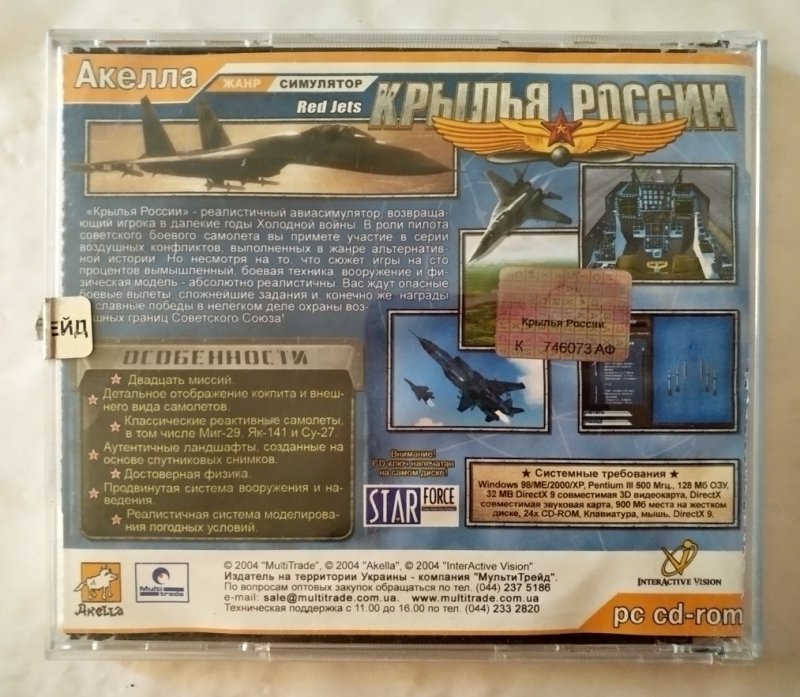 Акелла
ЖАНР СИМУЛЯТОР
Red Jets
КРЫЛЬЯ РОССИИ
«Крылья России» - реалистичный авиасимулятор, возвраща-
ющий игрока в далекие годы Холодной войны. В роли пилота
советского боевого самолета вы примете участие в серии
воздушных конфликтов, выполненных в жанре альтернатив-
ной истории. Но несмотря на то, что сюжет игры на сто
процентов вымышленный, боевая техника, вооружение и фи-
зическая модель - абсолютно реалистичны. Вас ждут опасные
боевые вылеты, сложнейшие задания и, конечно же, награды
славные победы в нелегком деле охраны воз-
шных границ Советского Союза!
ЕЙД
Крылья России
К 746073 АФ
ОСОБЕННОСТИ
Двадцать миссий.
Детальное отображение кокпита и внеш-
него вида самолетов.
Классические реактивные самолеты,
в том числе Миг-29, Як-141 и Су-27.
Аутентичные ландшафты, созданные на
основе спутниковых снимков.
Достоверная физика.
Продвинутая система вооружения и на-
ведения.
Реалистичная система моделирова-
ния погодных условий.
Внимание!
CD-ключ напечатан
на самом диске!
STAR FORCE
Системные требования
Windows 98/ME/2000/XP, Pentium III 500 Мгц., 128 Мб ОЗУ,
32 MB DirectX 9 совместимая 3D видеокарта, DirectX
совместимая звуковая карта, 900 Мб места на жестком
диске, 24x CD-ROM, Клавиатура, мышь, DirectX 9.
Акелла
Multi
trade
© 2004 "MultiTrade", © 2004 "Akella", © 2004 "InterActive Vision"
Издатель на территории Украины - компания "МультиТрейд".
По вопросам оптовых закупок обращаться по тел. (044) 237 5186
e-mail: sale@multitrade.com.ua. www.multitrade.com.ua
Техническая поддержка с 11.00 до 16.00 по тел. (044) 233 2820
INTERACTIVE VISION
pc cd-rom